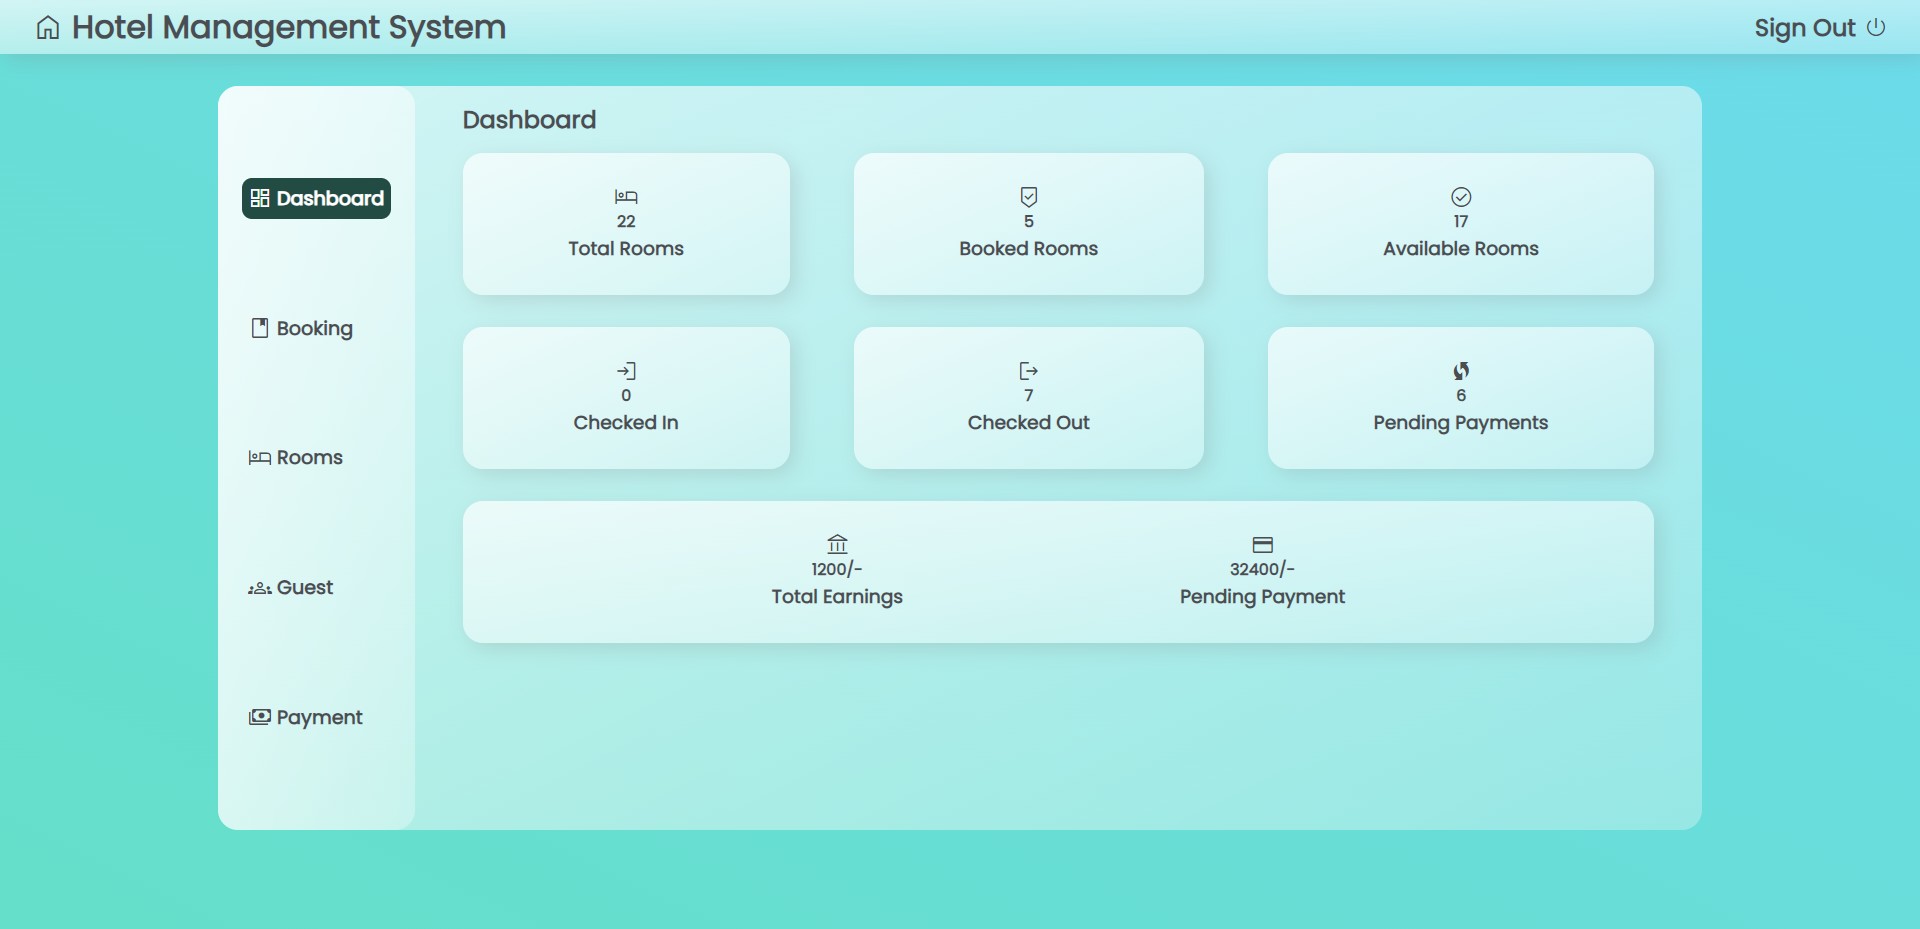 Hotel Management System
Sign Out
Dashboard
Booking
Rooms
Guest
Payment
Dashboard
22
Total Rooms
5
Booked Rooms
17
Available Rooms
0
Checked In
7
Checked Out
6
Pending Payments
1200/-
Total Earnings
32400/-
Pending Payment